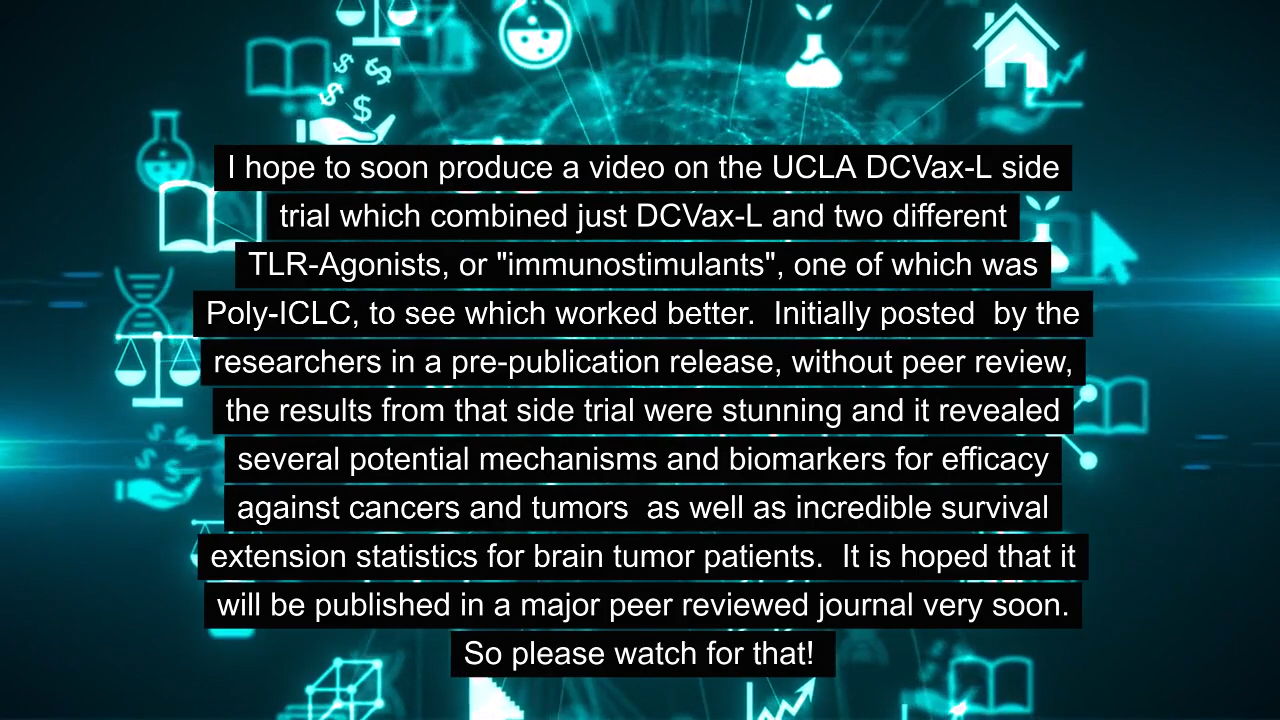 I hope to soon produce a video on the UCLA DCVax-L side
trial which combined just DCVax-L and two different
TLR-Agonists, or "immunostimulants", one of which was
Poly-ICLC, to see which worked better.  Initially posted  by the
researchers in a pre-publication release, without peer review,
the results from that side trial were stunning and it revealed
several potential mechanisms and biomarkers for efficacy
against cancers and tumors  as well as incredible survival
extension statistics for brain tumor patients.  It is hoped that it
will be published in a major peer reviewed journal very soon.
So please watch for that!